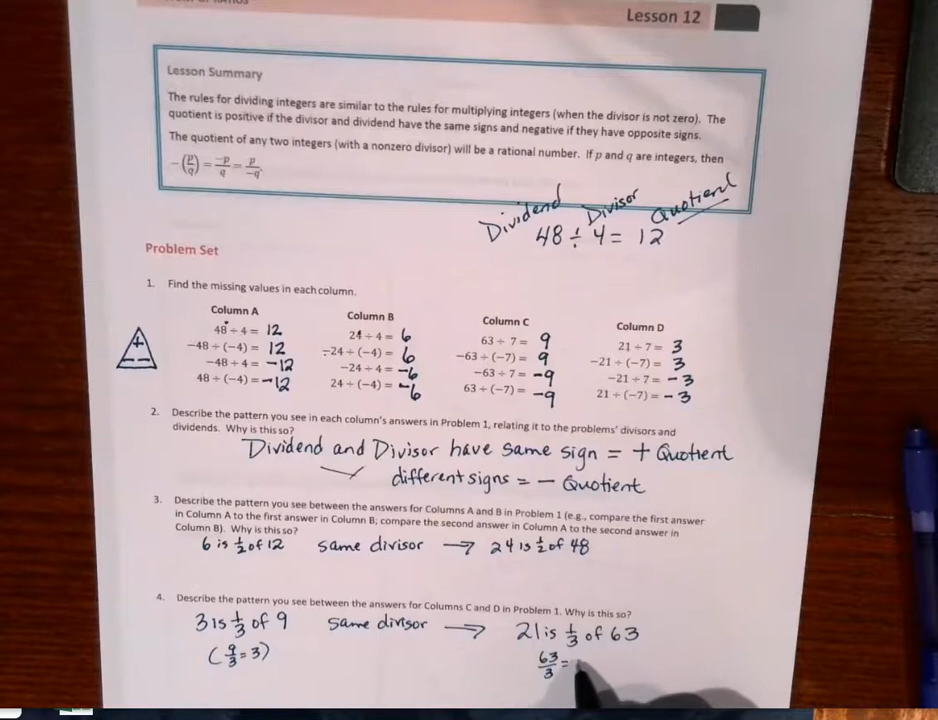 Lesson 12
Lesson Summary
The rules for dividing integers are similar to the rules for multiplying integers (when the divisor is not zero). The
quotient is positive if the divisor and dividend have the same signs and negative if they have opposite signs.
The quotient of any two integers (with a nonzero divisor) will be a rational number. If p and q are integers, then
−(p/q) = −p/q = p/−q.
Dividend Divisor Quotient
48 ÷ 4 = 12
Problem Set
1. Find the missing values in each column.
Column A Column B Column C Column D
48 ÷ 4 = 12 24 ÷ 4 = 6 63 ÷ 7 = 9 21 ÷ 7 = 3
−48 ÷ (−4) = 12 −24 ÷ (−4) = 6 −63 ÷ (−7) = 9 −21 ÷ (−7) = 3
−48 ÷ 4 = −12 −24 ÷ 4 = −6 −63 ÷ 7 = −9 −21 ÷ 7 = −3
48 ÷ (−4) = −12 24 ÷ (−4) = −6 63 ÷ (−7) = −9 21 ÷ (−7) = −3
+
− −
2. Describe the pattern you see in each column's answers in Problem 1, relating it to the problems' divisors and
dividends. Why is this so?
Dividend and Divisor have same sign = + Quotient
different signs = − Quotient
3. Describe the pattern you see between the answers for Columns A and B in Problem 1 (e.g., compare the first answer
in Column A to the first answer in Column B; compare the second answer in Column A to the second answer in
Column B). Why is this so?
6 is 1/2 of 12 same divisor → 24 is 1/2 of 48
4. Describe the pattern you see between the answers for Columns C and D in Problem 1. Why is this so?
3 is 1/3 of 9 same divisor → 21 is 1/3 of 63
(9/3 = 3) 63/3 =